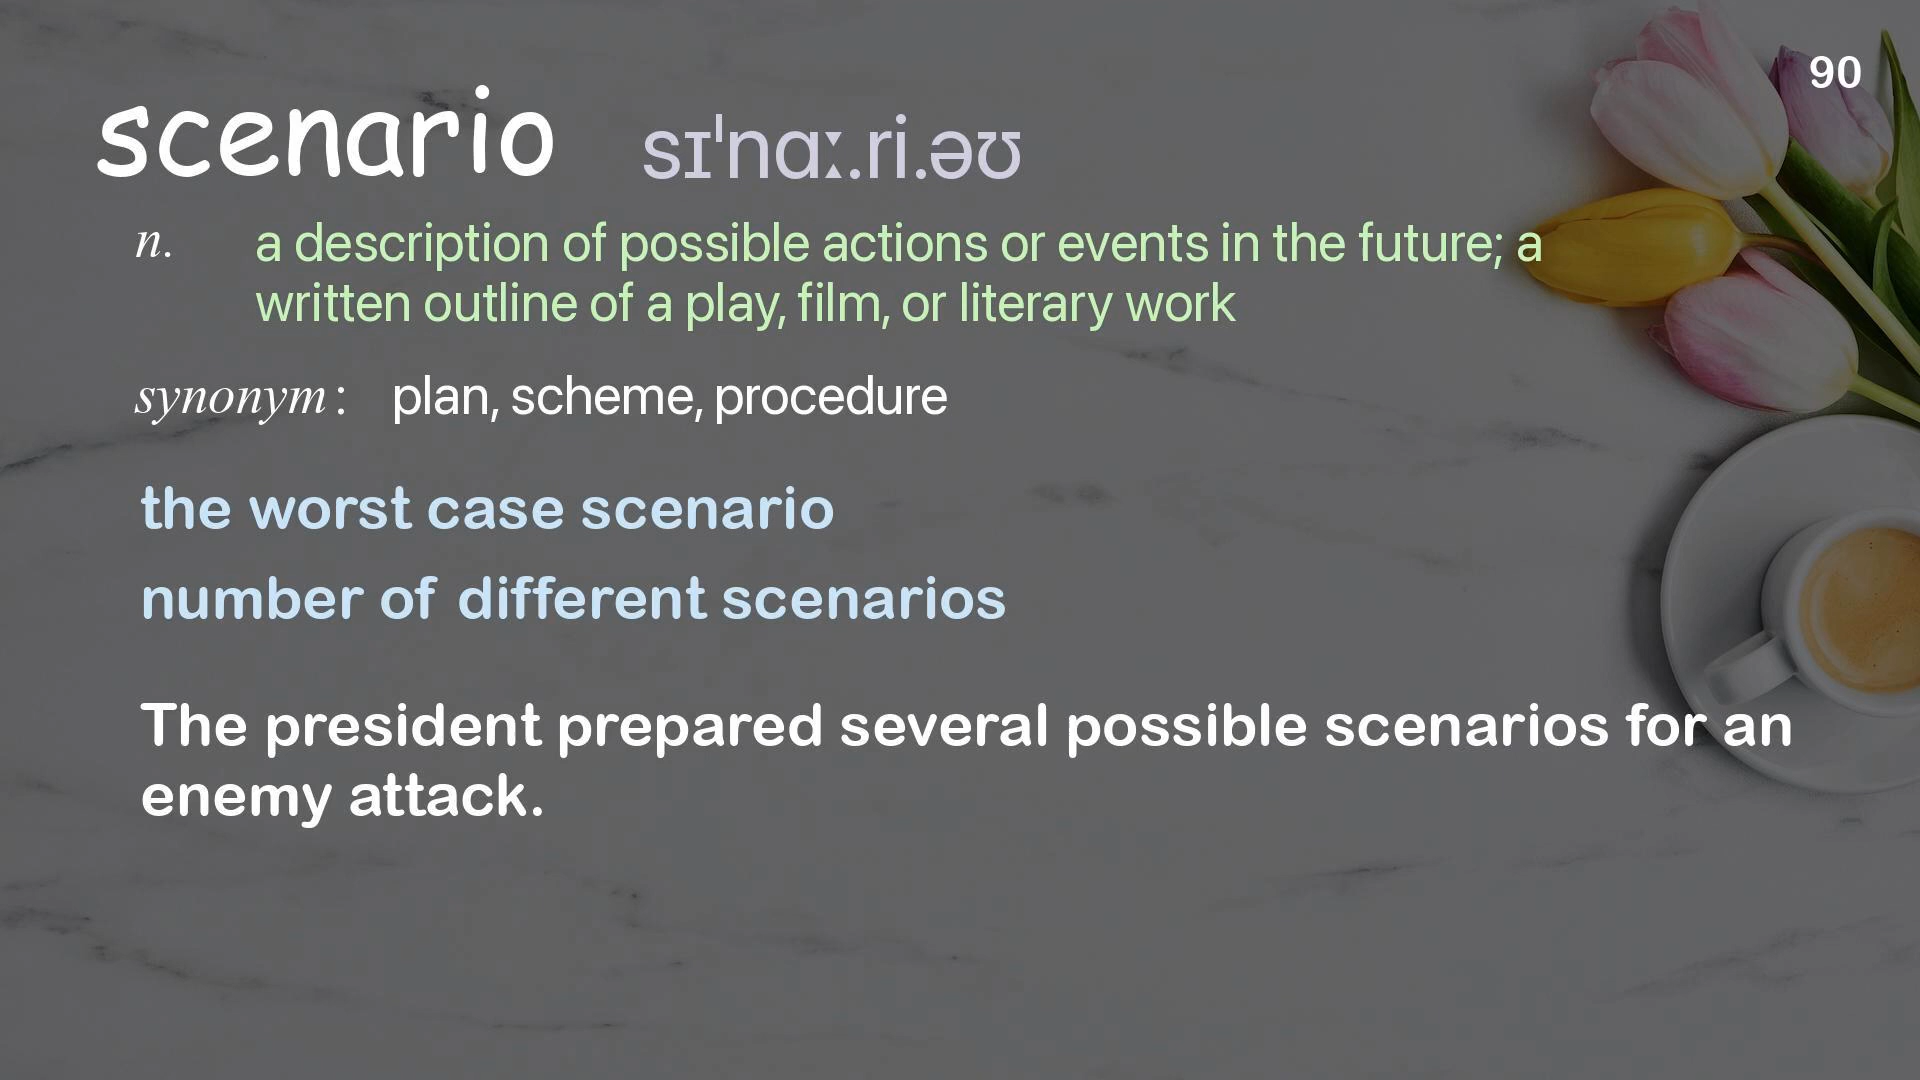 90
scenario sɪˈnɑː.ri.əʊ
n. a description of possible actions or events in the future; a
written outline of a play, film, or literary work
synonym : plan, scheme, procedure
the worst case scenario
number of different scenarios
The president prepared several possible scenarios for an
enemy attack.